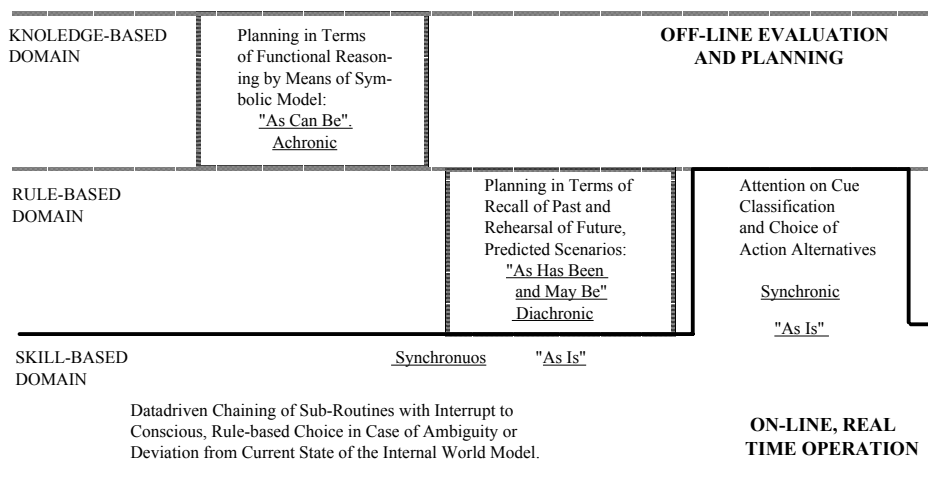 KNOLEDGE-BASED
DOMAIN
Planning in Terms
of Functional Reason-
ing by Means of Sym-
bolic Model:
"As Can Be".
Achronic
OFF-LINE EVALUATION
AND PLANNING
RULE-BASED
DOMAIN
Planning in Terms of
Recall of Past and
Rehearsal of Future,
Predicted Scenarios:
"As Has Been
and May Be"
Diachronic
Attention on Cue
Classification
and Choice of
Action Alternatives
Synchronic
"As Is"
SKILL-BASED
DOMAIN
Synchronuos "As Is"
Datadriven Chaining of Sub-Routines with Interrupt to
Conscious, Rule-based Choice in Case of Ambiguity or
Deviation from Current State of the Internal World Model.
ON-LINE, REAL
TIME OPERATION